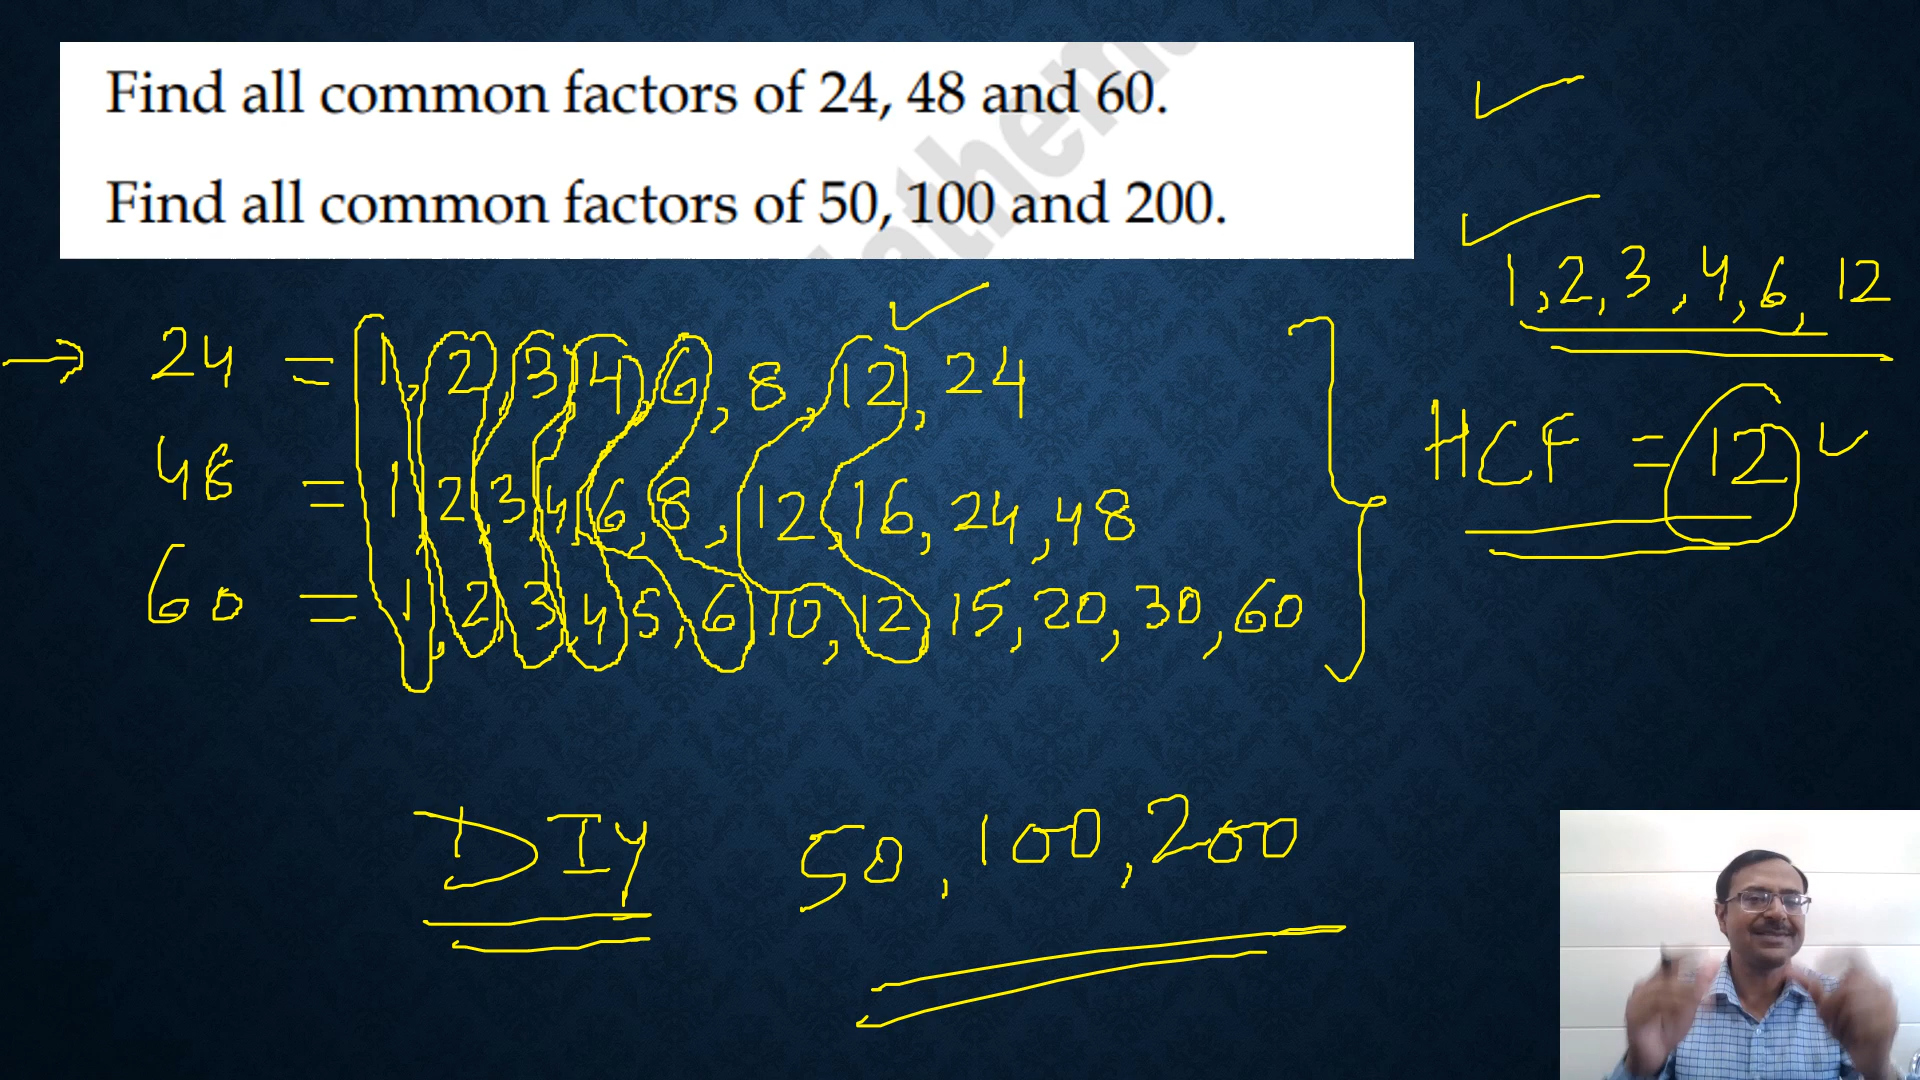 Find all common factors of 24, 48 and 60.
Find all common factors of 50, 100 and 200.
1, 2, 3, 4, 6, 12
24 = 1, 2, 3, 4, 6, 8, 12, 24
HCF = 12
48 = 1, 2, 3, 4, 6, 8, 12, 16, 24, 48
60 = 1, 2, 3, 4, 5, 6, 10, 12, 15, 20, 30, 60
DIY 50, 100, 200